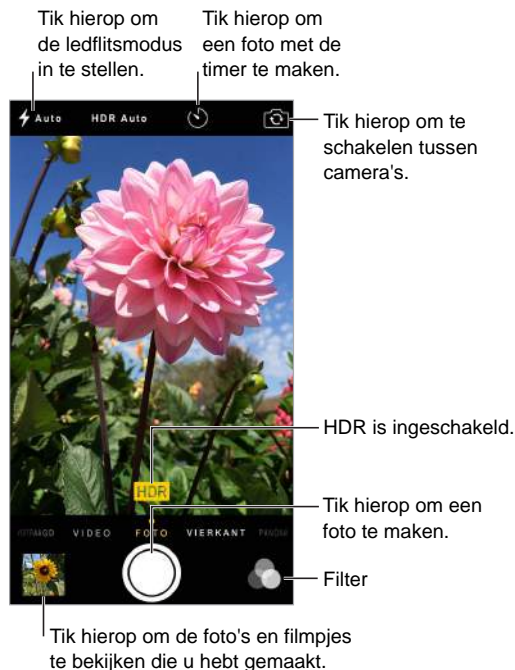 Tik hierop om
de ledflitsmodus
in te stellen.
Tik hierop om
een foto met de
timer te maken.
Auto
HDR Auto
Tik hierop om te
schakelen tussen
camera's.
HDR is ingeschakeld.
HDR
Tik hierop om een
foto te maken.
VIDEO FOTO VIERKANT
Filter
Tik hierop om de foto's en filmpjes
te bekijken die u hebt gemaakt.